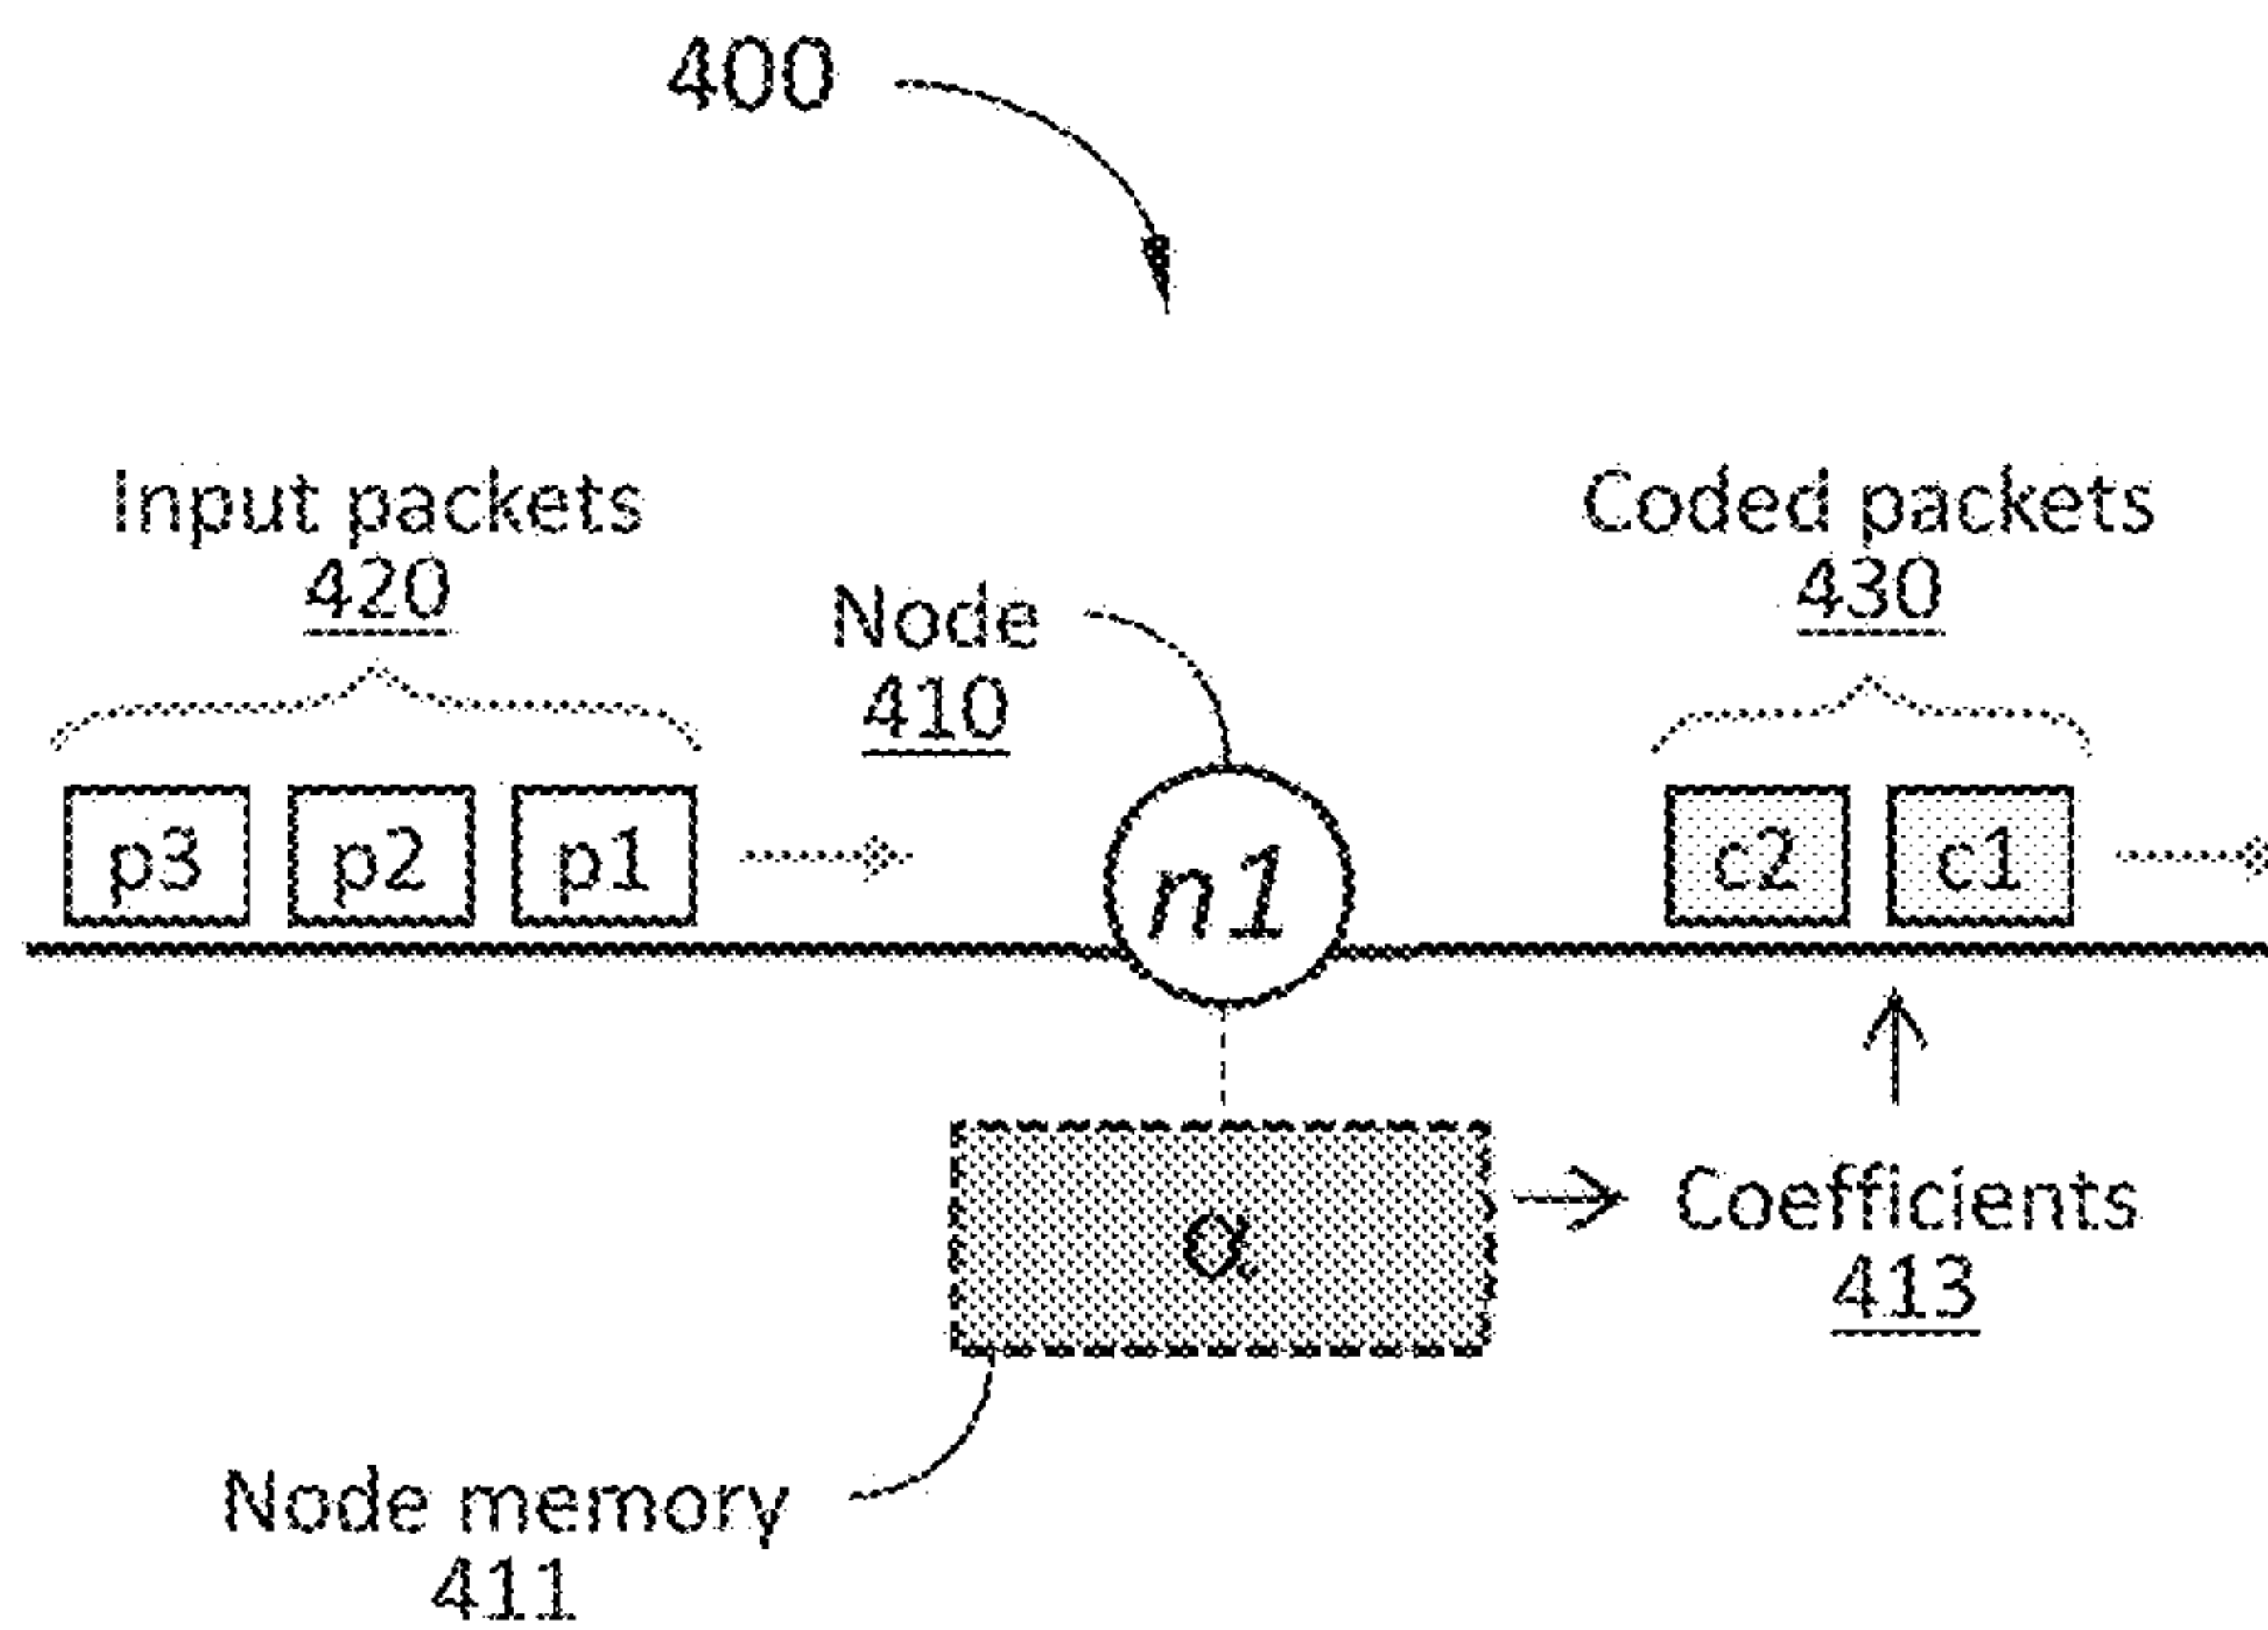 400
Input packets
420
Coded packets
430
Node
410
p3 p2 p1
n1
c2 c1
α
Coefficients
413
Node memory
411